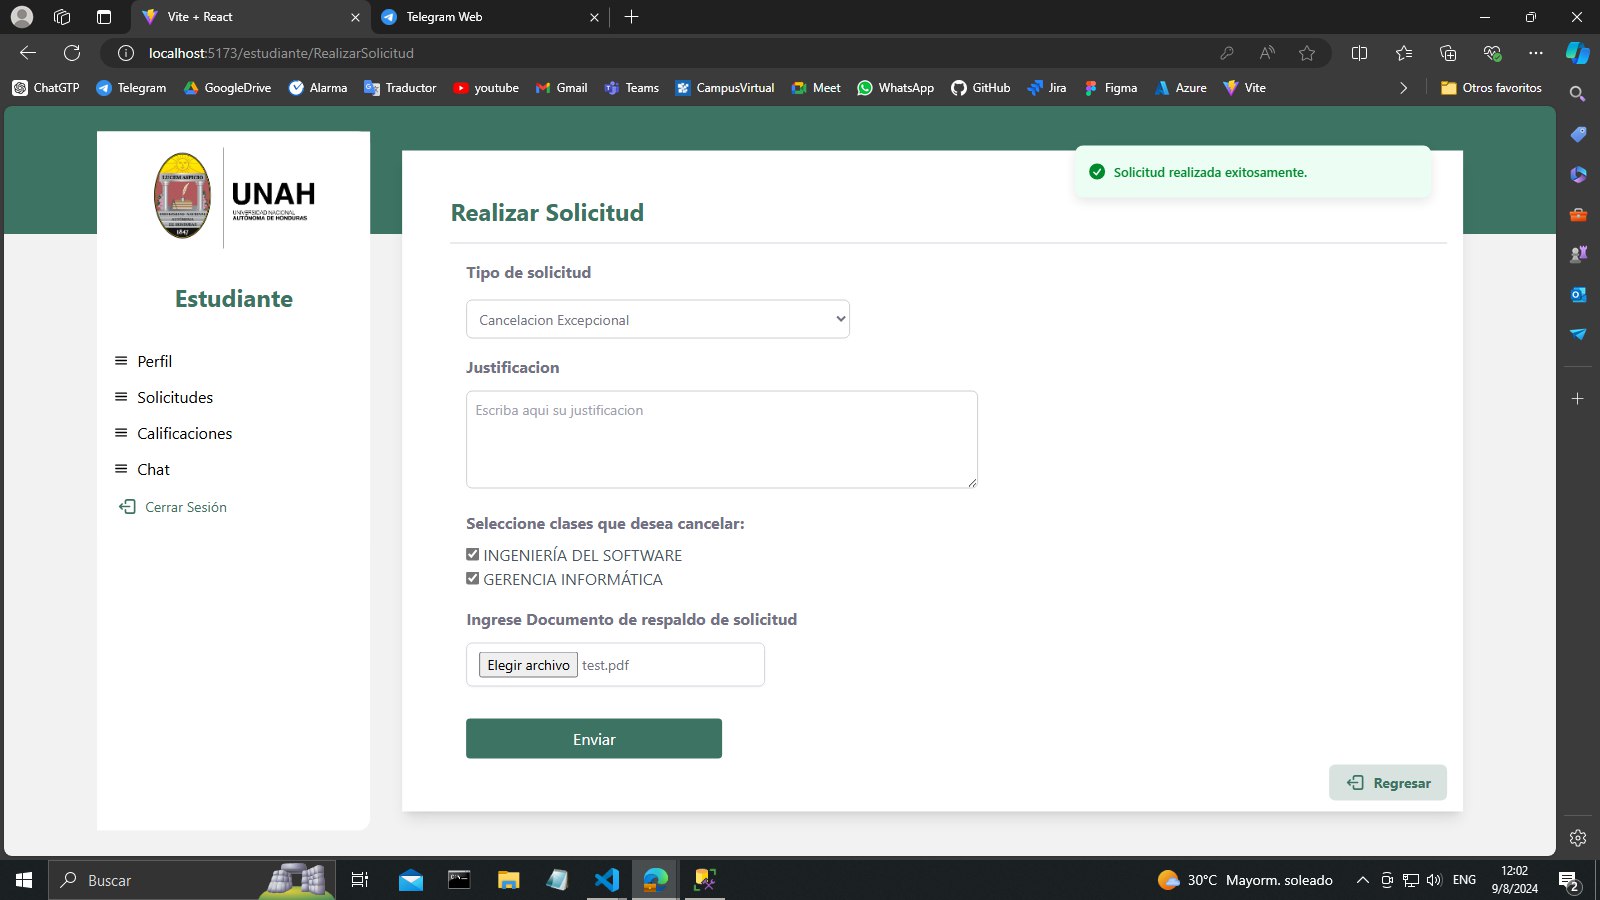 Vite + React
Telegram Web
localhost:5173/estudiante/RealizarSolicitud
ChatGTP Telegram GoogleDrive Alarma Traductor youtube Gmail Teams CampusVirtual Meet WhatsApp GitHub Jira Figma Azure Vite Otros favoritos
LUCEM ASPICIO
1847
UNAH
UNIVERSIDAD NACIONAL
AUTÓNOMA DE HONDURAS
Estudiante
Perfil
Solicitudes
Calificaciones
Chat
Cerrar Sesión
Solicitud realizada exitosamente.
Realizar Solicitud
Tipo de solicitud
Cancelacion Excepcional
Justificacion
Escriba aqui su justificacion
Seleccione clases que desea cancelar:
INGENIERÍA DEL SOFTWARE
GERENCIA INFORMÁTICA
Ingrese Documento de respaldo de solicitud
Elegir archivo test.pdf
Enviar
Regresar
Buscar
30°C Mayorm. soleado
ENG
12:02
9/8/2024
2